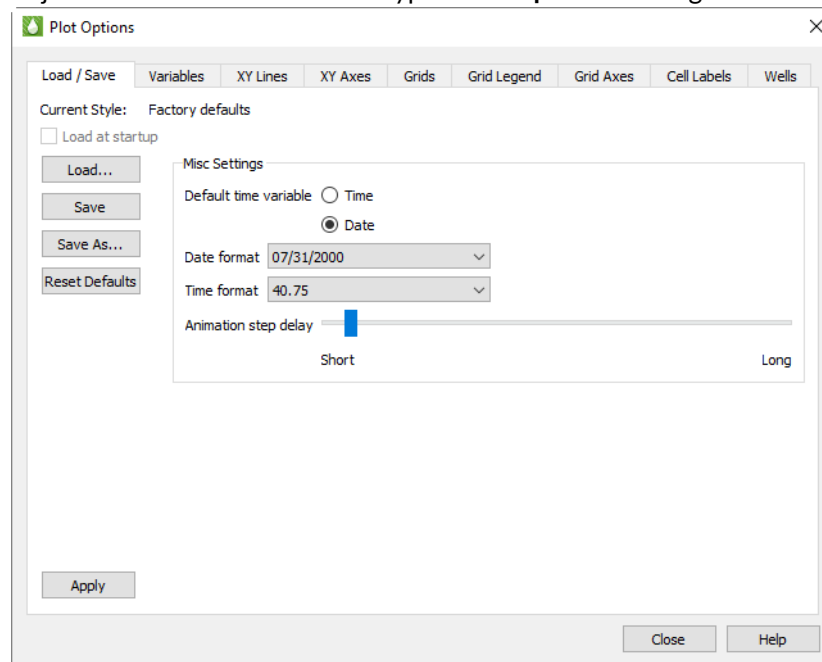 Plot Options
Load / Save Variables XY Lines XY Axes Grids Grid Legend Grid Axes Cell Labels Wells
Current Style: Factory defaults
Load at startup
Load...
Save
Save As...
Reset Defaults
Misc Settings
Default time variable Time
Date
Date format 07/31/2000
Time format 40.75
Animation step delay
Short Long
Apply
Close Help